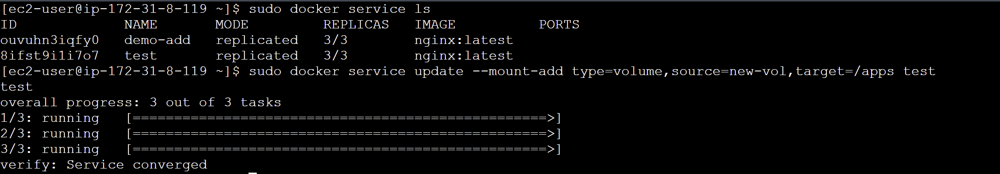 [ec2-user@ip-172-31-8-119 ~]$ sudo docker service ls
ID             NAME       MODE         REPLICAS   IMAGE          PORTS
ouvuhn3iqfy0   demo-add   replicated   3/3        nginx:latest
8ifst9i1i7o7   test       replicated   3/3        nginx:latest
[ec2-user@ip-172-31-8-119 ~]$ sudo docker service update --mount-add type=volume,source=new-vol,target=/apps test
test
overall progress: 3 out of 3 tasks
1/3: running   [==================================================>]
2/3: running   [==================================================>]
3/3: running   [==================================================>]
verify: Service converged